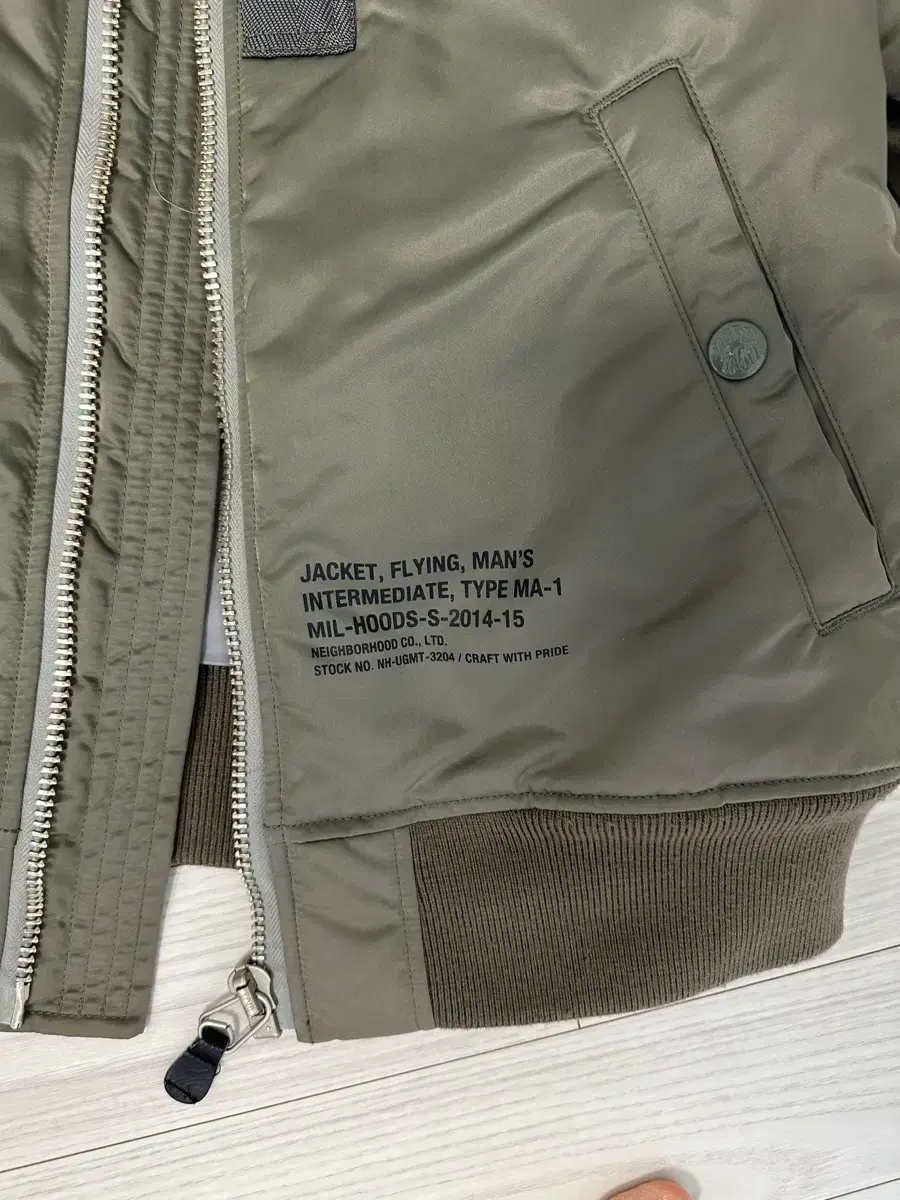 JACKET, FLYING, MAN'S
INTERMEDIATE, TYPE MA-1
MIL-HOODS-S-2014-15
NEIGHBORHOOD CO., LTD.
STOCK NO. NH-UGMT-3204 / CRAFT WITH PRIDE